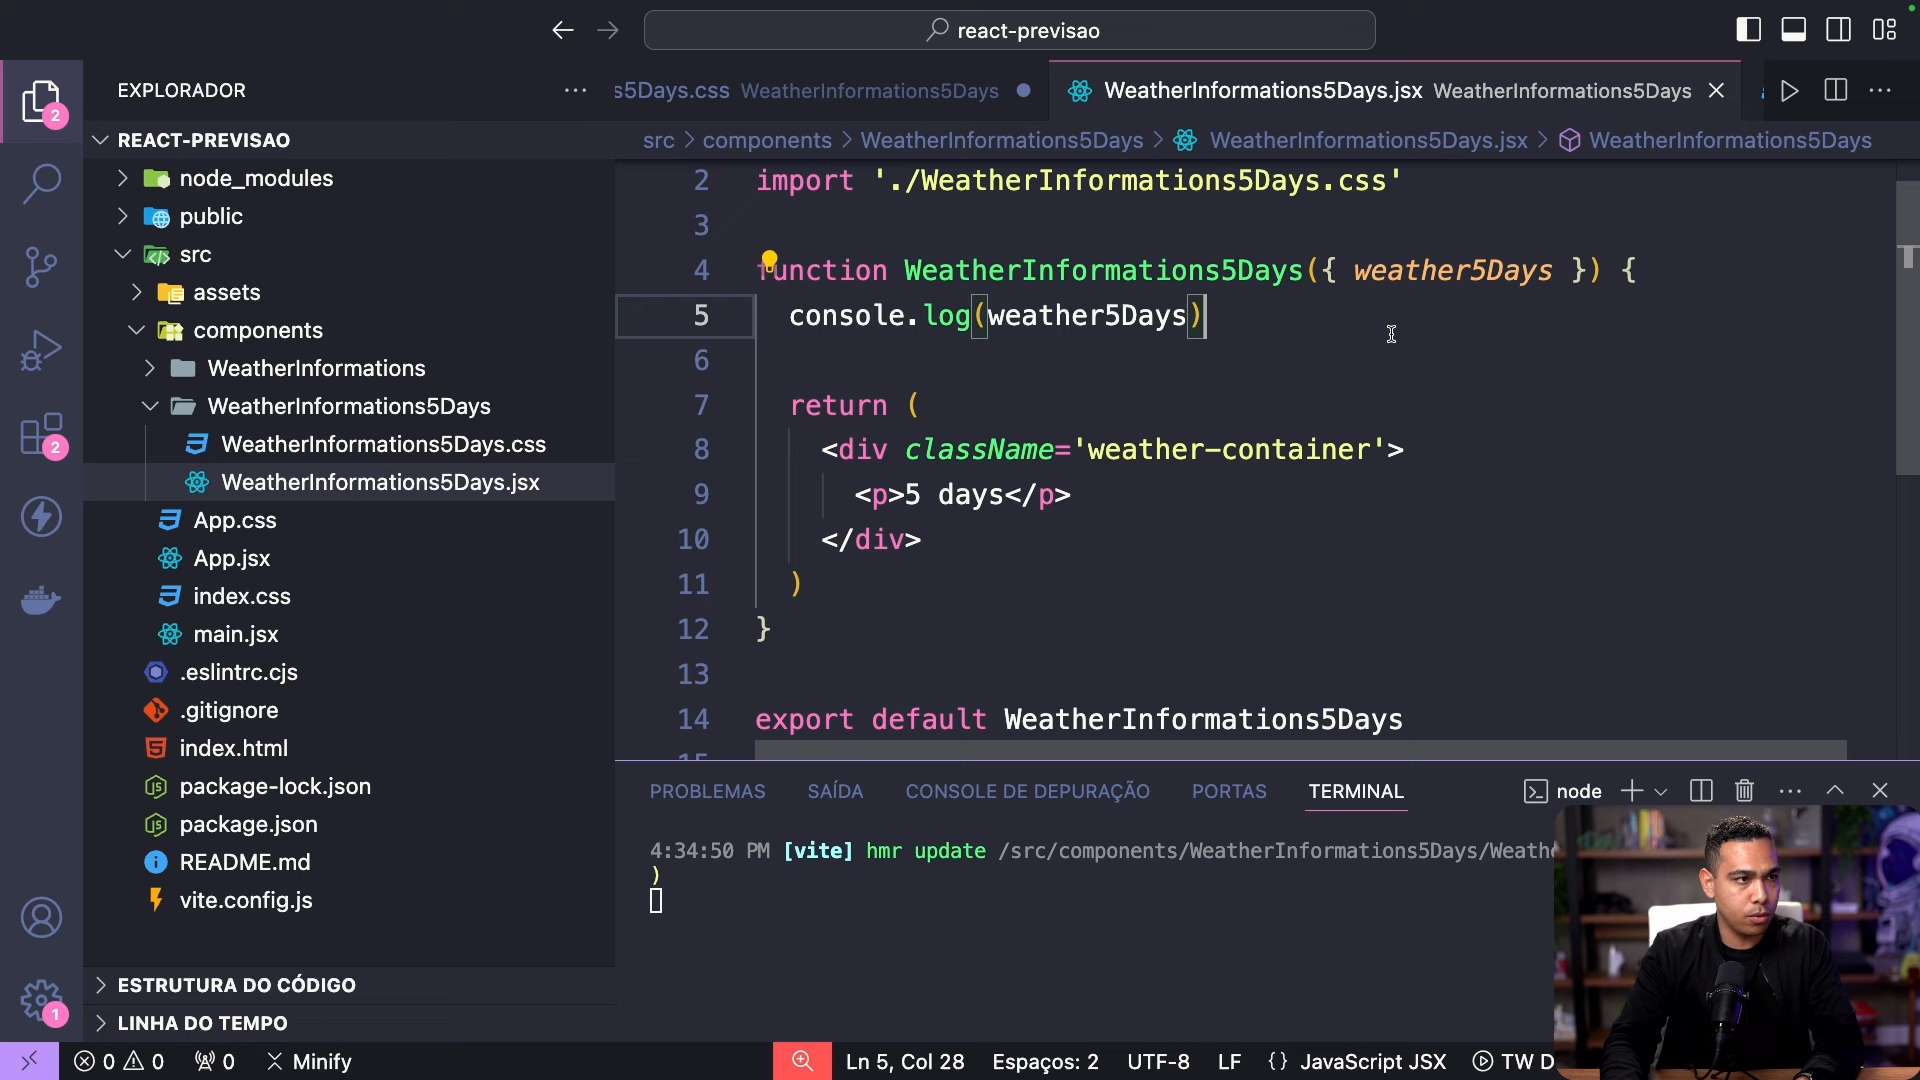 react-previsao
2
EXPLORADOR
s5Days.css WeatherInformations5Days
WeatherInformations5Days.jsx WeatherInformations5Days
REACT-PREVISAO
src > components > WeatherInformations5Days > WeatherInformations5Days.jsx > WeatherInformations5Days
node_modules
public
src
assets
components
WeatherInformations
WeatherInformations5Days
WeatherInformations5Days.css
WeatherInformations5Days.jsx
App.css
App.jsx
index.css
main.jsx
.eslintrc.cjs
.gitignore
index.html
package-lock.json
package.json
README.md
vite.config.js
ESTRUTURA DO CÓDIGO
LINHA DO TEMPO
2
1
2 import './WeatherInformations5Days.css'
3
4 function WeatherInformations5Days({ weather5Days }) {
5 console.log(weather5Days)
6
7 return (
8 <div className='weather-container'>
9 <p>5 days</p>
10 </div>
11 )
12 }
13
14 export default WeatherInformations5Days
15
PROBLEMAS SAÍDA CONSOLE DE DEPURAÇÃO PORTAS TERMINAL node
4:34:50 PM [vite] hmr update /src/components/WeatherInformations5Days/Weathe
)
0 0 0 Minify Ln 5, Col 28 Espaços: 2 UTF-8 LF {} JavaScript JSX TW D